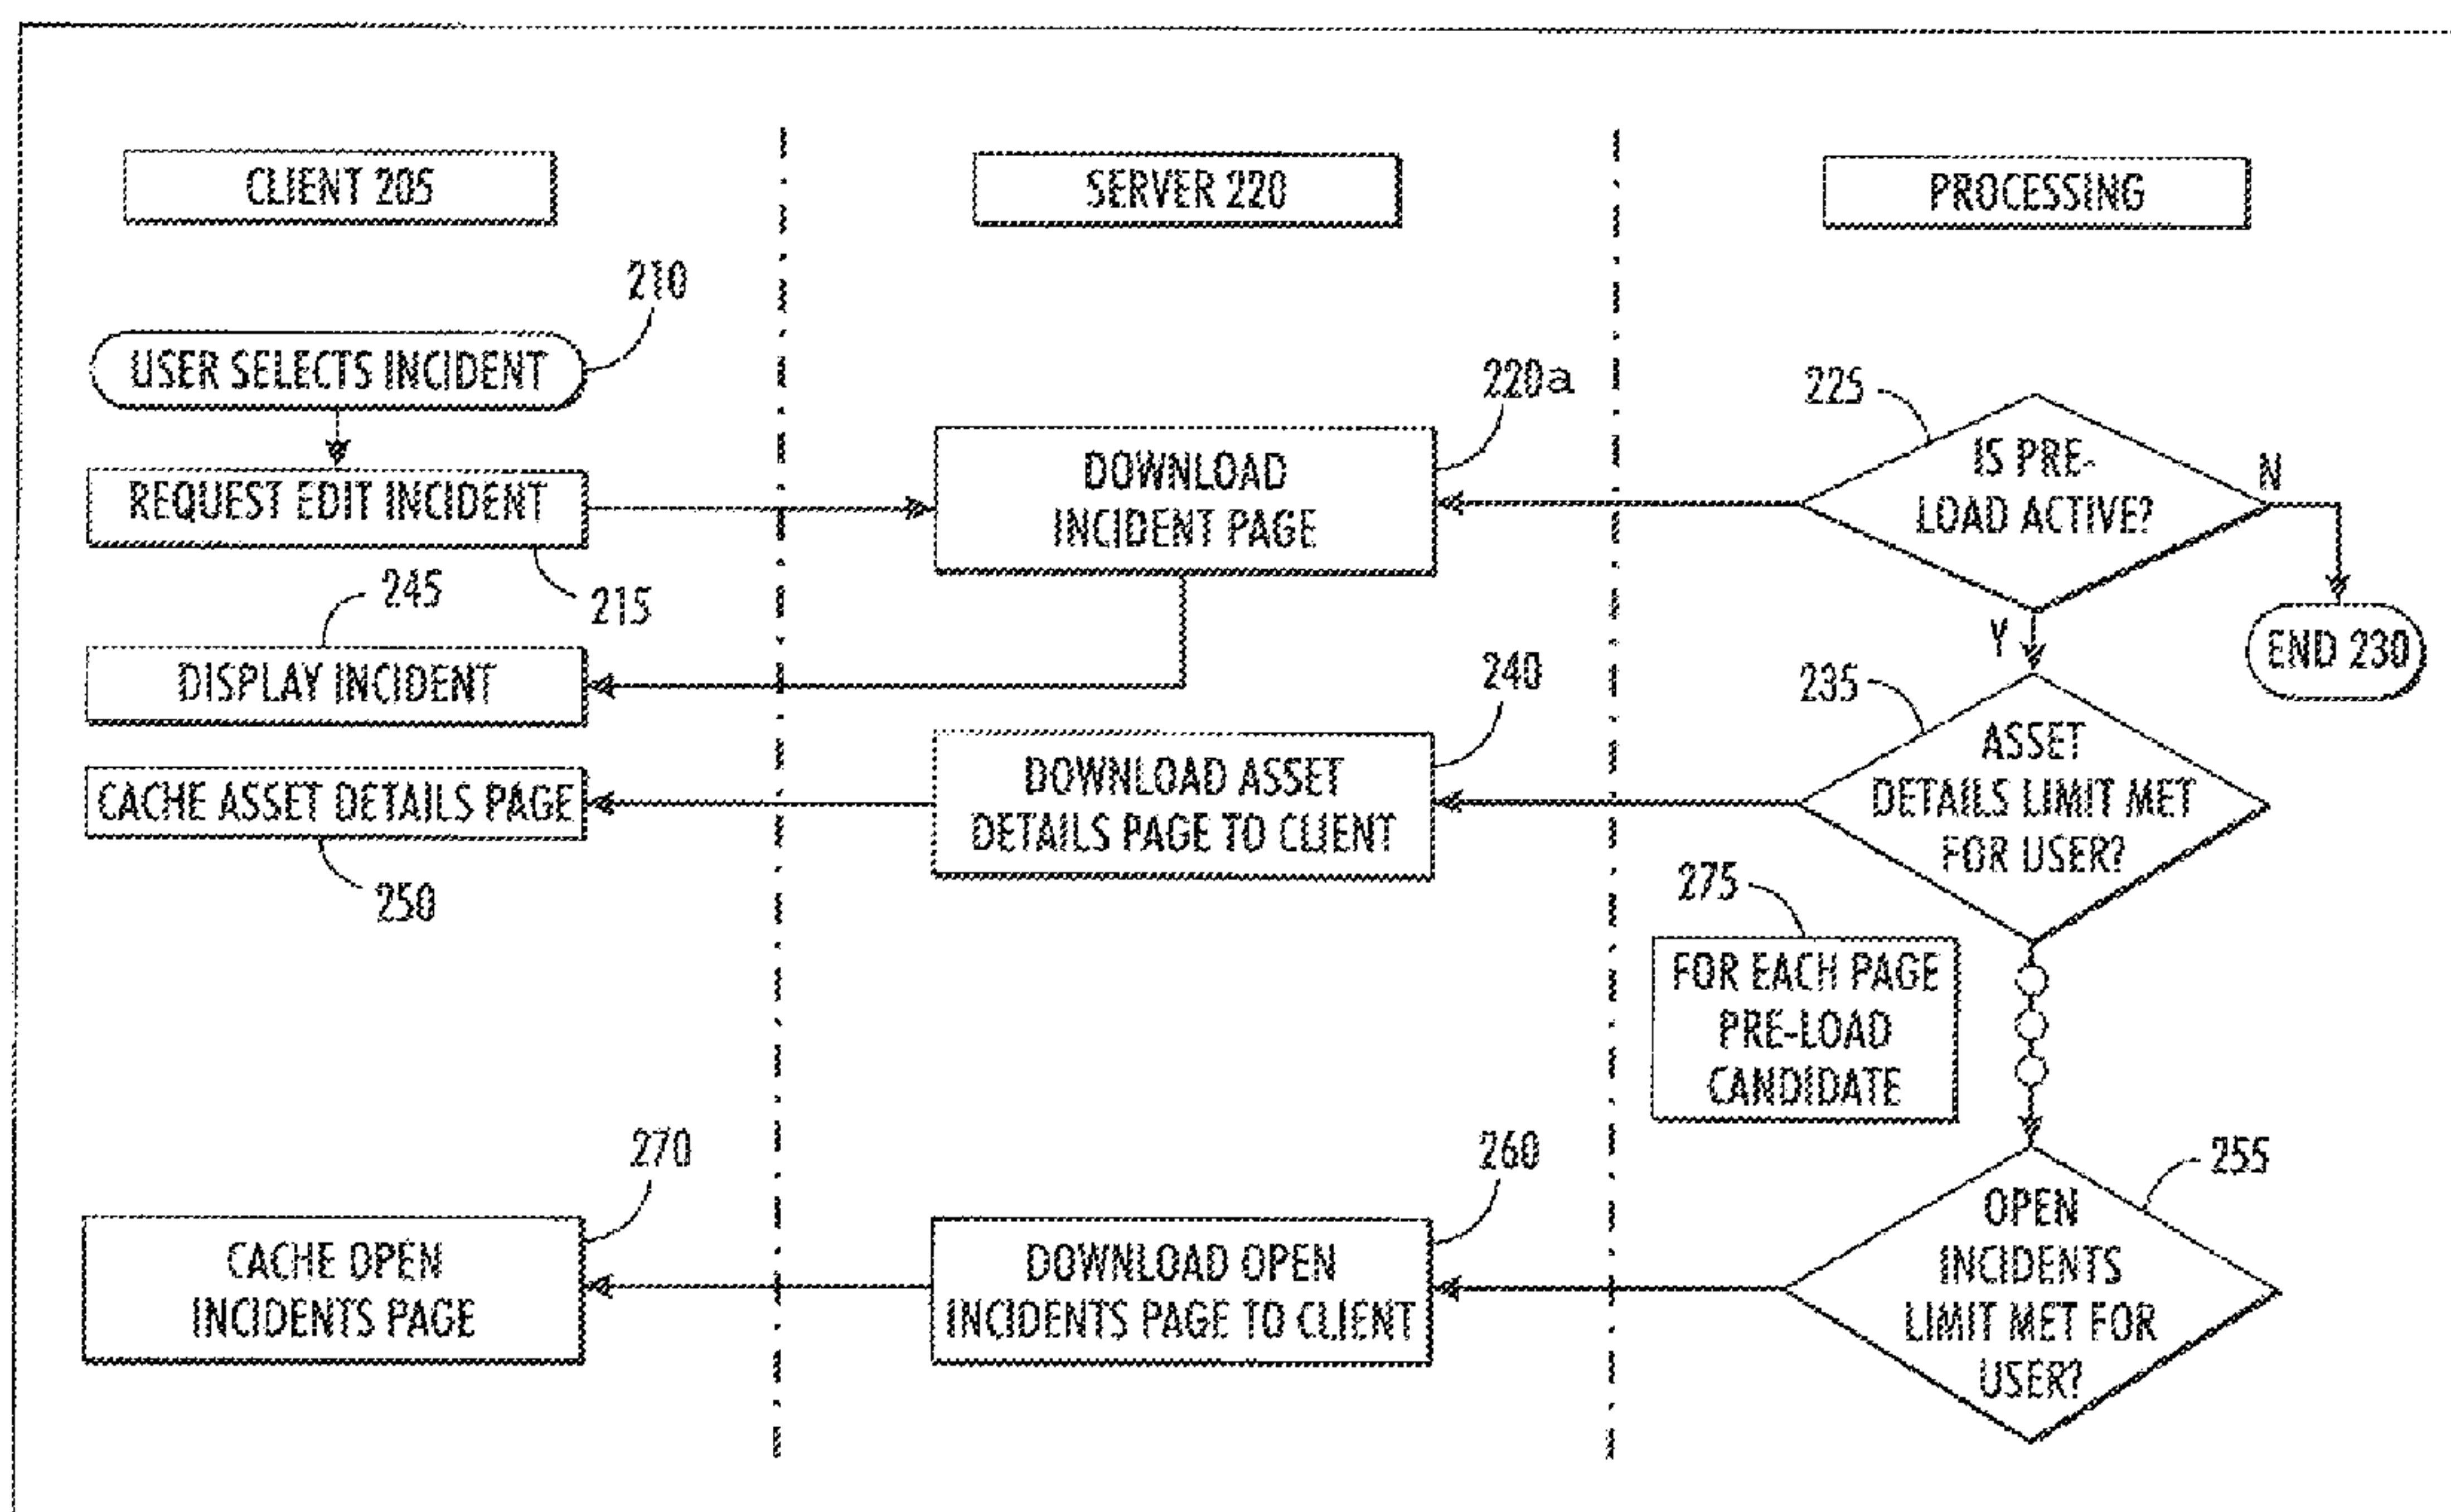 CLIENT 205
SERVER 220
PROCESSING
210
USER SELECTS INCIDENT
220a
225
IS PRE-
LOAD ACTIVE?
N
REQUEST EDIT INCIDENT
DOWNLOAD
INCIDENT PAGE
245
215
Y
END 230
DISPLAY INCIDENT
240
235
ASSET
DETAILS LIMIT MET
FOR USER?
CACHE ASSET DETAILS PAGE
DOWNLOAD ASSET
DETAILS PAGE TO CLIENT
250
275
FOR EACH PAGE
PRE-LOAD
CANDIDATE
270
260
255
OPEN
INCIDENTS
LIMIT MET FOR
USER?
CACHE OPEN
INCIDENTS PAGE
DOWNLOAD OPEN
INCIDENTS PAGE TO CLIENT